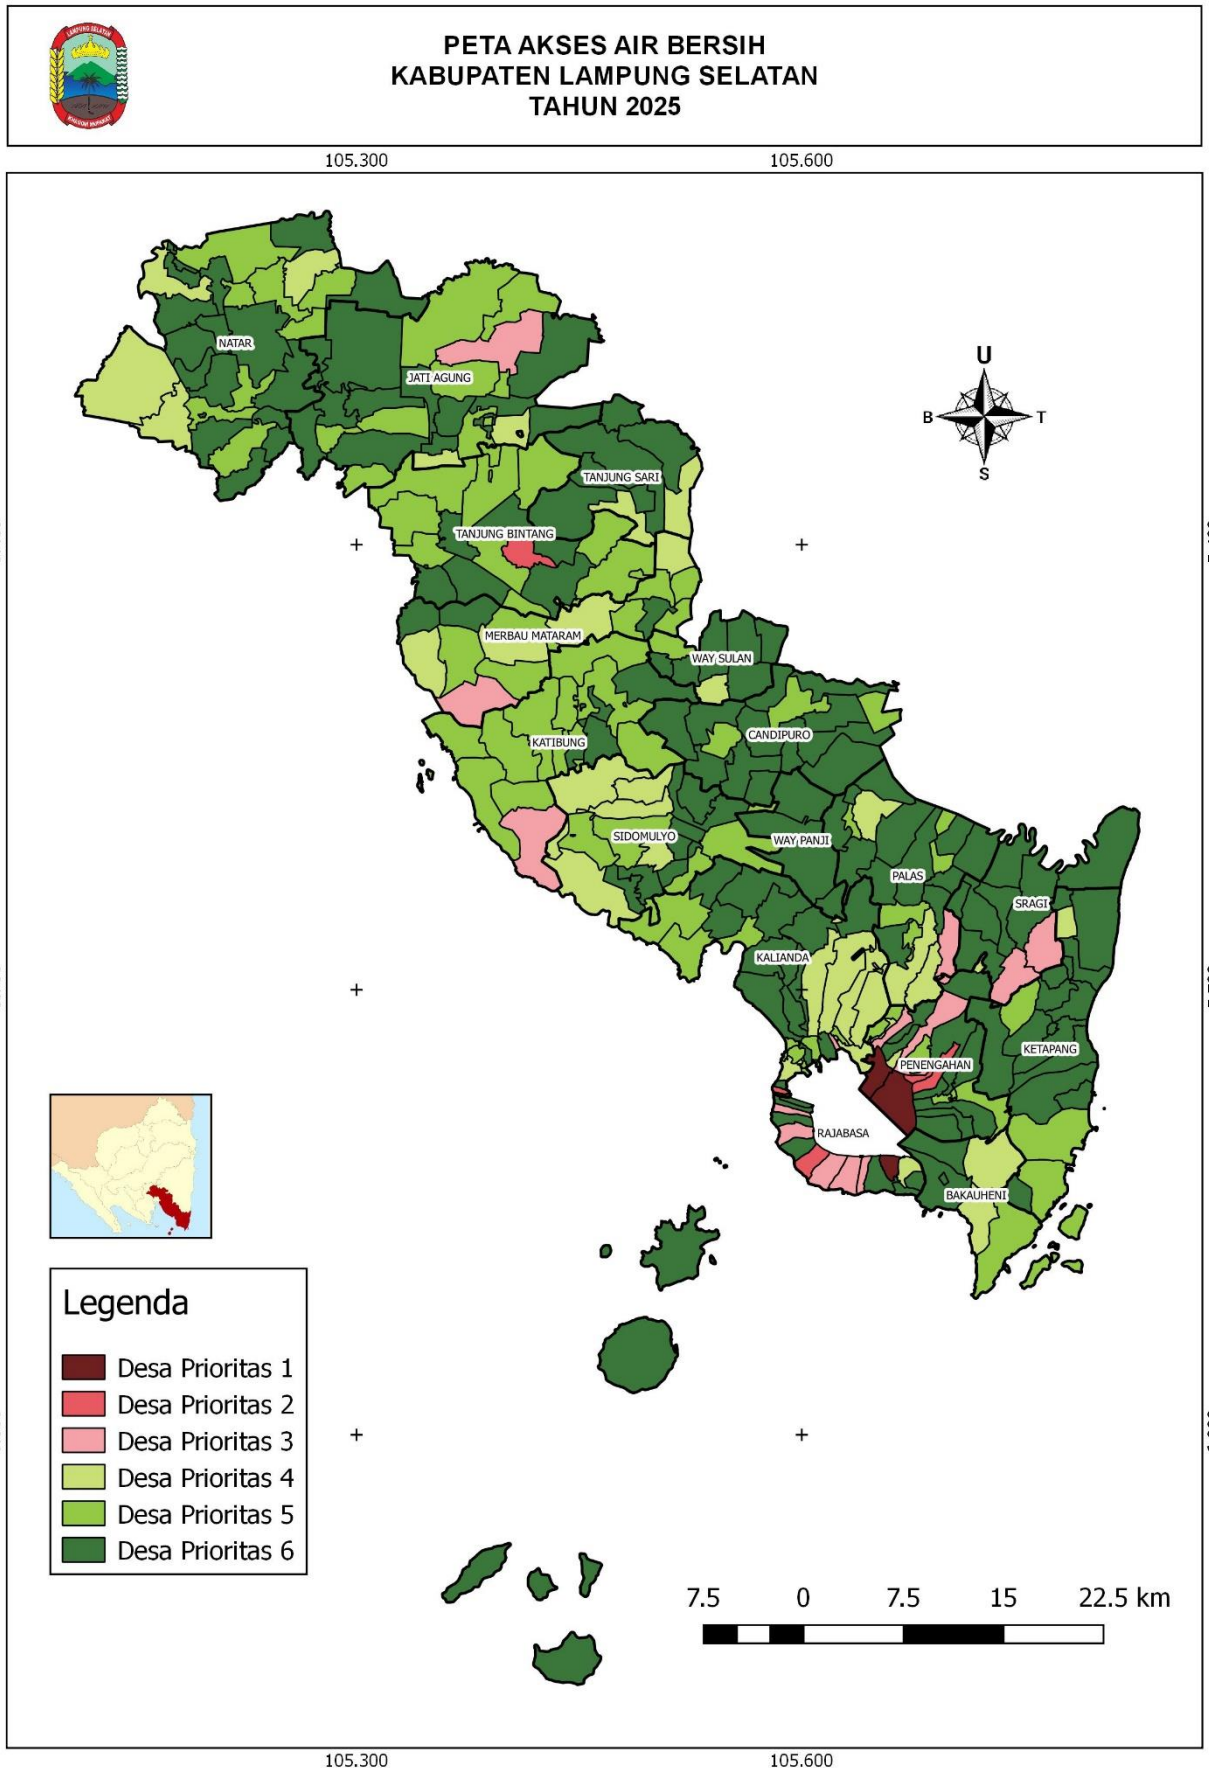 LAMPUNG SELATAN
PETA AKSES AIR BERSIH
KABUPATEN LAMPUNG SELATAN
TAHUN 2025
105.300
105.600
NATAR
U
JATI AGUNG
B
T
S
TANJUNG SARI
TANJUNG BINTANG
MERBAU MATARAM
WAY SULAN
KATIBUNG
CANDIPURO
SIDOMULYO
WAY PANJI
PALAS
SRAGI
KALIANDA
KETAPANG
PENENGAHAN
RAJABASA
BAKAUHENI
Legenda
Desa Prioritas 1
Desa Prioritas 2
Desa Prioritas 3
Desa Prioritas 4
Desa Prioritas 5
Desa Prioritas 6
7.5 0 7.5 15 22.5 km
105.300
105.600